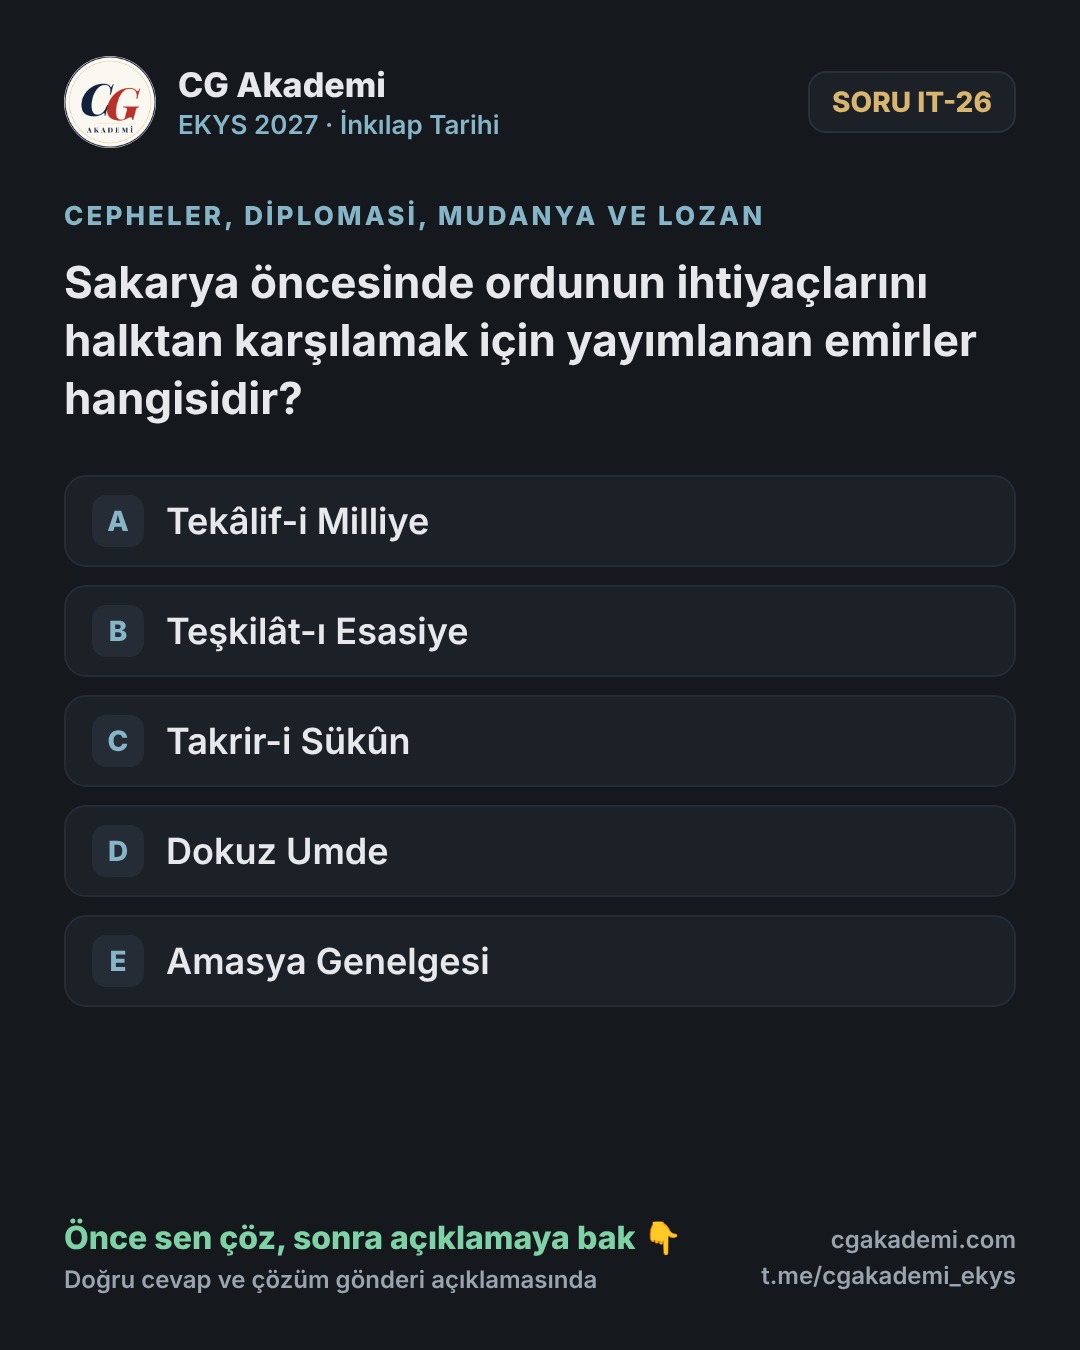 CG
AKADEMİ
CG Akademi
EKYS 2027 · İnkılap Tarihi
SORU IT-26
CEPHELER, DİPLOMASİ, MUDANYA VE LOZAN
Sakarya öncesinde ordunun ihtiyaçlarını
halktan karşılamak için yayımlanan emirler
hangisidir?
A Tekâlif-i Milliye
B Teşkilât-ı Esasiye
C Takrir-i Sükûn
D Dokuz Umde
E Amasya Genelgesi
Önce sen çöz, sonra açıklamaya bak 👇
Doğru cevap ve çözüm gönderi açıklamasında
cgakademi.com
t.me/cgakademi_ekys